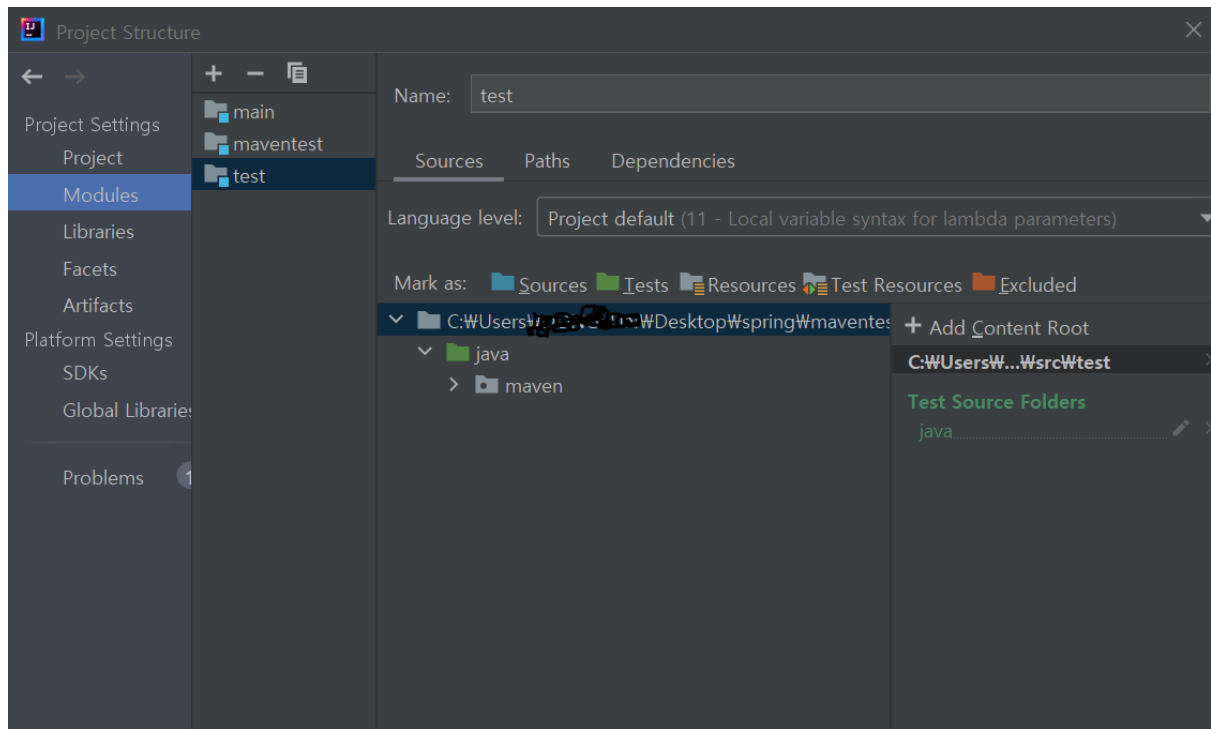 Project Structure
Project Settings
Project
Modules
Libraries
Facets
Artifacts
Platform Settings
SDKs
Global Libraries
Problems 1
main
maventest
test
Name: test
Sources Paths Dependencies
Language level: Project default (11 - Local variable syntax for lambda parameters)
Mark as: Sources Tests Resources Test Resources Excluded
C:₩Users₩ ₩Desktop₩spring₩maventes
java
maven
+ Add Content Root
C:₩Users₩...₩src₩test
Test Source Folders
java